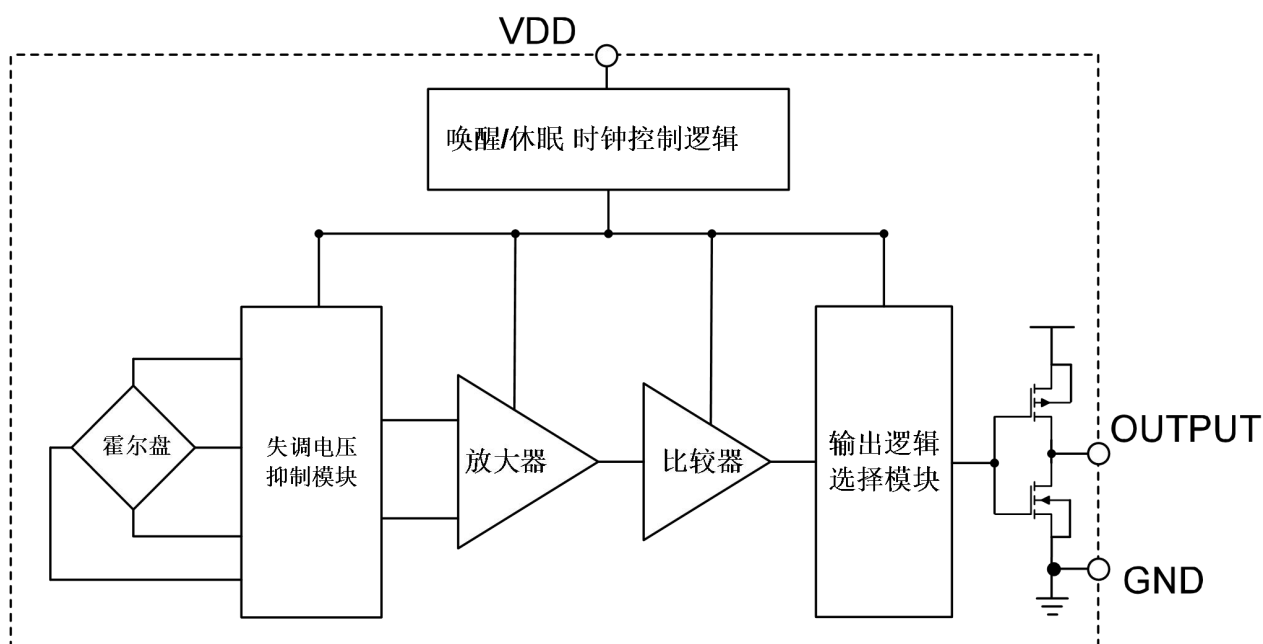 VDD
唤醒/休眠 时钟控制逻辑
霍尔盘
失调电压
抑制模块
放大器
比较器
输出逻辑
选择模块
OUTPUT
GND